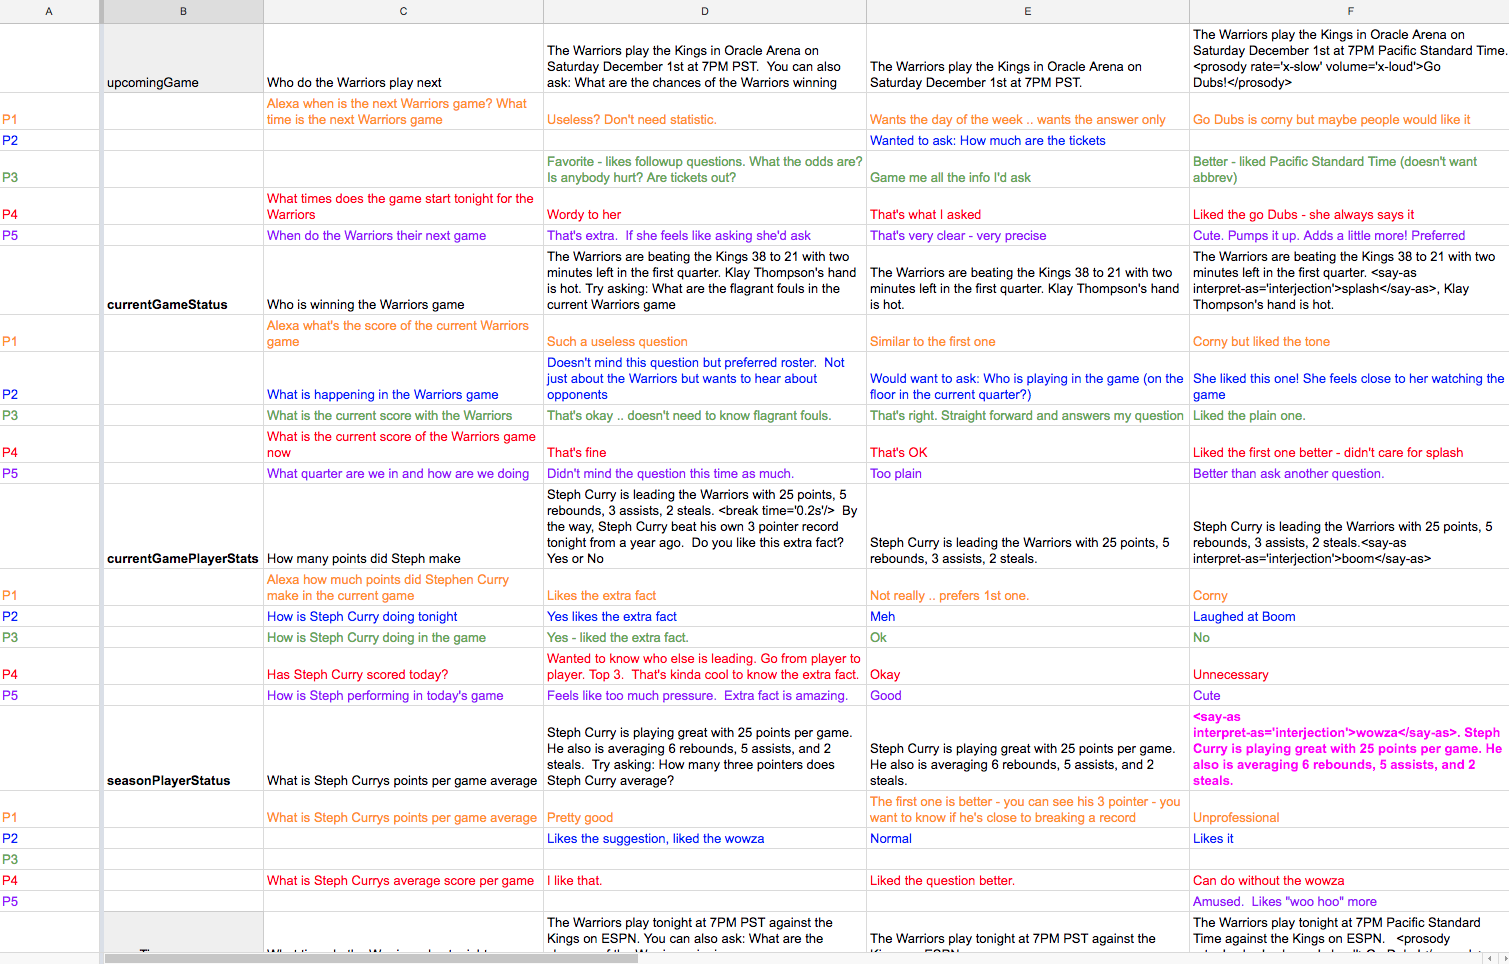 A B C D E F
The Warriors play the Kings in Oracle Arena on
Saturday December 1st at 7PM Pacific Standard Time.
<prosody rate='x-slow' volume='x-loud'>Go
Dubs!</prosody>
The Warriors play the Kings in Oracle Arena on
Saturday December 1st at 7PM PST.  You can also
ask: What are the chances of the Warriors winning
The Warriors play the Kings in Oracle Arena on
Saturday December 1st at 7PM PST.
upcomingGame
Who do the Warriors play next
P1
Alexa when is the next Warriors game? What
time is the next Warriors game
Useless? Don't need statistic.
Wants the day of the week .. wants the answer only
Go Dubs is corny but maybe people would like it
P2
Wanted to ask: How much are the tickets
P3
Favorite - likes followup questions. What the odds are?
Is anybody hurt? Are tickets out?
Game me all the info I'd ask
Better - liked Pacific Standard Time (doesn't want
abbrev)
P4
What times does the game start tonight for the
Warriors
Wordy to her
That's what I asked
Liked the go Dubs - she always says it
P5
When do the Warriors their next game
That's extra.  If she feels like asking she'd ask
That's very clear - very precise
Cute. Pumps it up. Adds a little more! Preferred
currentGameStatus
Who is winning the Warriors game
The Warriors are beating the Kings 38 to 21 with two
minutes left in the first quarter. Klay Thompson's hand
is hot. Try asking: What are the flagrant fouls in the
current Warriors game
The Warriors are beating the Kings 38 to 21 with two
minutes left in the first quarter. Klay Thompson's hand
is hot.
The Warriors are beating the Kings 38 to 21 with two
minutes left in the first quarter. <say-as
interpret-as='interjection'>splash</say-as>, Klay
Thompson's hand is hot.
P1
Alexa what's the score of the current Warriors
game
Such a useless question
Similar to the first one
Corny but liked the tone
P2
What is happening in the Warriors game
Doesn't mind this question but preferred roster.  Not
just about the Warriors but wants to hear about
opponents
Would want to ask: Who is playing in the game (on the
floor in the current quarter?)
She liked this one! She feels close to her watching the
game
P3
What is the current score with the Warriors
That's okay .. doesn't need to know flagrant fouls.
That's right. Straight forward and answers my question
Liked the plain one.
P4
What is the current score of the Warriors game
now
That's fine
That's OK
Liked the first one better - didn't care for splash
P5
What quarter are we in and how are we doing
Didn't mind the question this time as much.
Too plain
Better than ask another question.
currentGamePlayerStats
How many points did Steph make
Steph Curry is leading the Warriors with 25 points, 5
rebounds, 3 assists, 2 steals. <break time='0.2s'/>  By
the way, Steph Curry beat his own 3 pointer record
tonight from a year ago.  Do you like this extra fact?
Yes or No
Steph Curry is leading the Warriors with 25 points, 5
rebounds, 3 assists, 2 steals.
Steph Curry is leading the Warriors with 25 points, 5
rebounds, 3 assists, 2 steals.<say-as
interpret-as='interjection'>boom</say-as>
P1
Alexa how much points did Stephen Curry
make in the current game
Likes the extra fact
Not really .. prefers 1st one.
Corny
P2
How is Steph Curry doing tonight
Yes likes the extra fact
Meh
Laughed at Boom
P3
How is Steph Curry doing in the game
Yes - liked the extra fact.
Ok
No
P4
Has Steph Curry scored today?
Wanted to know who else is leading. Go from player to
player. Top 3.  That's kinda cool to know the extra fact.
Okay
Unnecessary
P5
How is Steph performing in today's game
Feels like too much pressure.  Extra fact is amazing.
Good
Cute
seasonPlayerStatus
What is Steph Currys points per game average
Steph Curry is playing great with 25 points per game.
He also is averaging 6 rebounds, 5 assists, and 2
steals.  Try asking: How many three pointers does
Steph Curry average?
Steph Curry is playing great with 25 points per game.
He also is averaging 6 rebounds, 5 assists, and 2
steals.
<say-as
interpret-as='interjection'>wowza</say-as>. Steph
Curry is playing great with 25 points per game. He
also is averaging 6 rebounds, 5 assists, and 2
steals.
P1
What is Steph Currys points per game average
Pretty good
The first one is better - you can see his 3 pointer - you
want to know if he's close to breaking a record
Unprofessional
P2
Likes the suggestion, liked the wowza
Normal
Likes it
P3
P4
What is Steph Currys average score per game
I like that.
Liked the question better.
Can do without the wowza
P5
Amused.  Likes "woo hoo" more
The Warriors play tonight at 7PM PST against the
Kings on ESPN. You can also ask: What are the
The Warriors play tonight at 7PM PST against the
The Warriors play tonight at 7PM Pacific Standard
Time against the Kings on ESPN.   <prosody